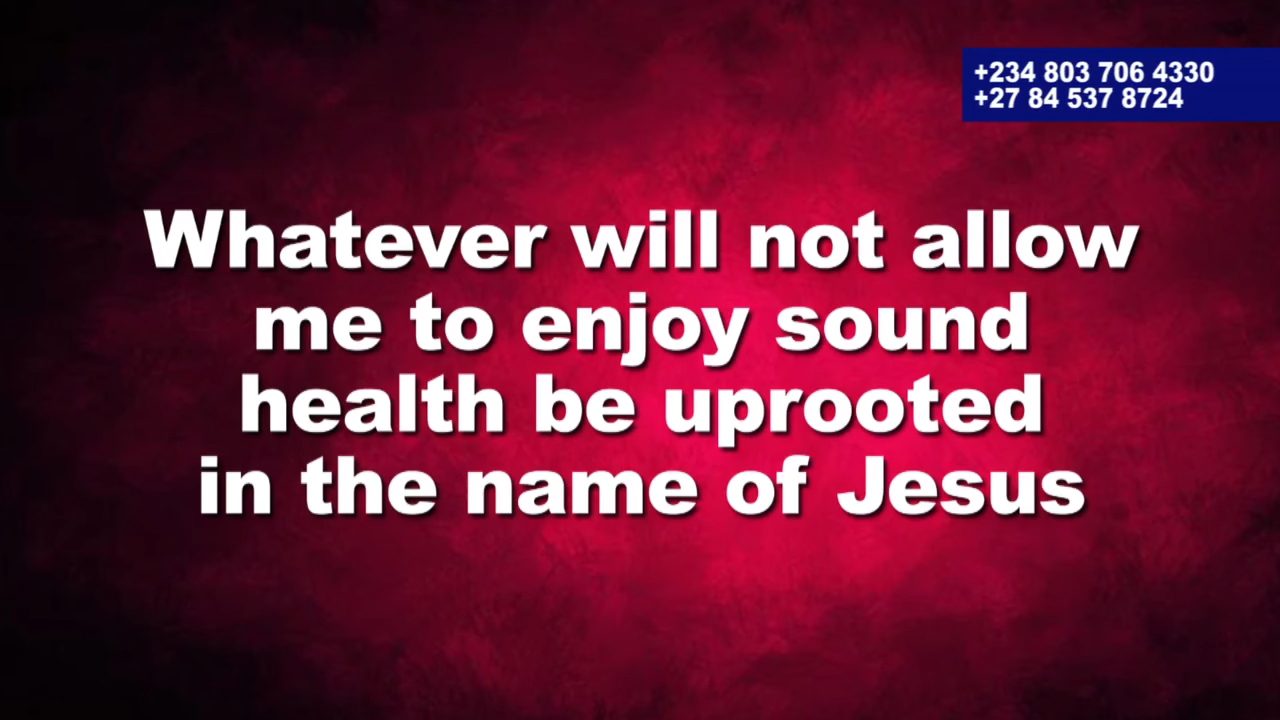 +234 803 706 4330
+27 84 537 8724
Whatever will not allow
me to enjoy sound
health be uprooted
in the name of Jesus